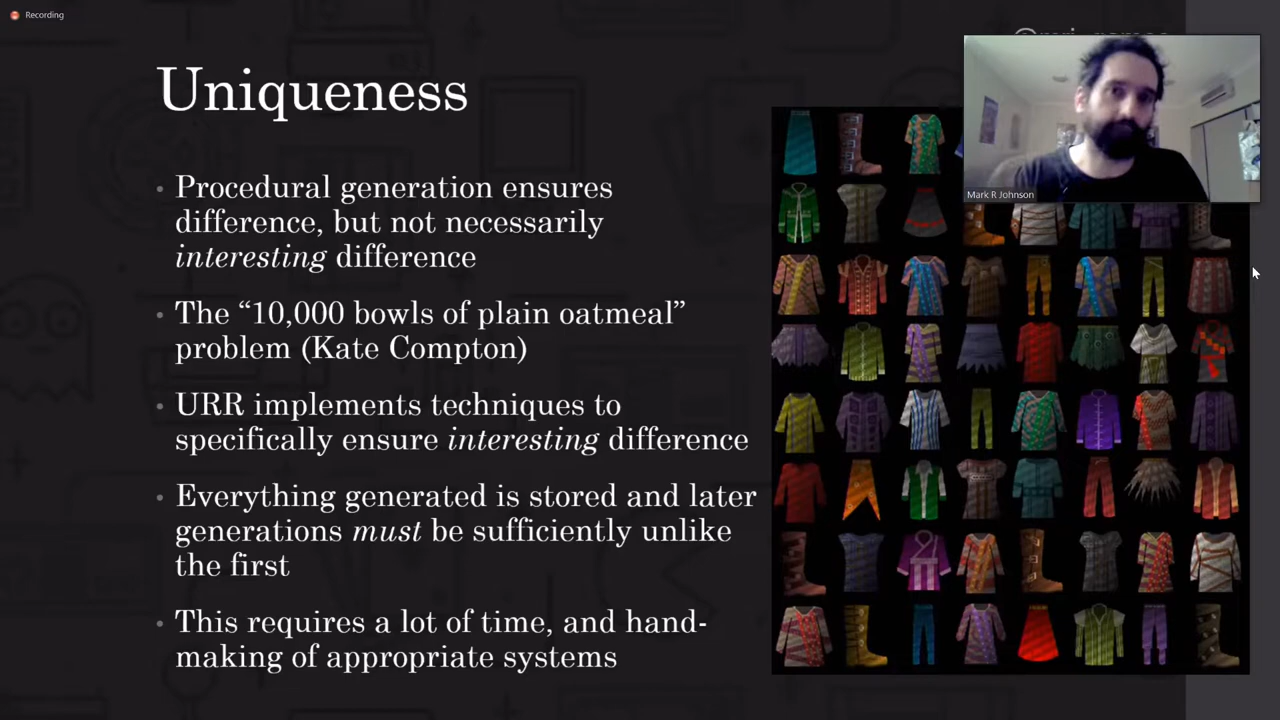 Recording
Uniqueness
Mark R Johnson
• Procedural generation ensures
difference, but not necessarily
interesting difference
• The “10,000 bowls of plain oatmeal”
problem (Kate Compton)
• URR implements techniques to
specifically ensure interesting difference
• Everything generated is stored and later
generations must be sufficiently unlike
the first
• This requires a lot of time, and hand-
making of appropriate systems